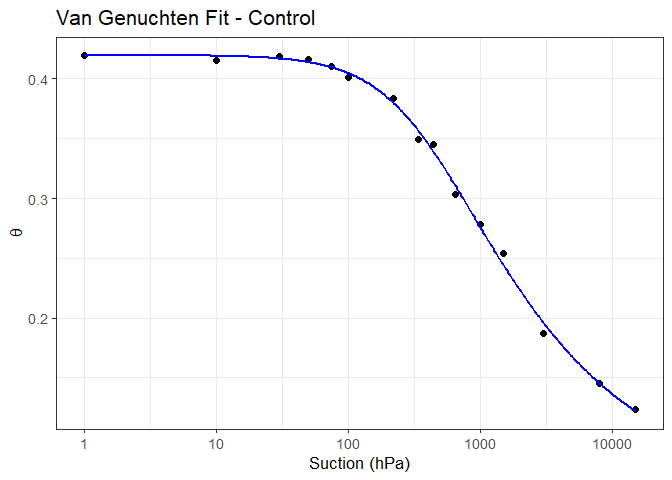 Van Genuchten Fit - Control
0.4
0.3
0.2
θ
1 10 100 1000 10000
Suction (hPa)